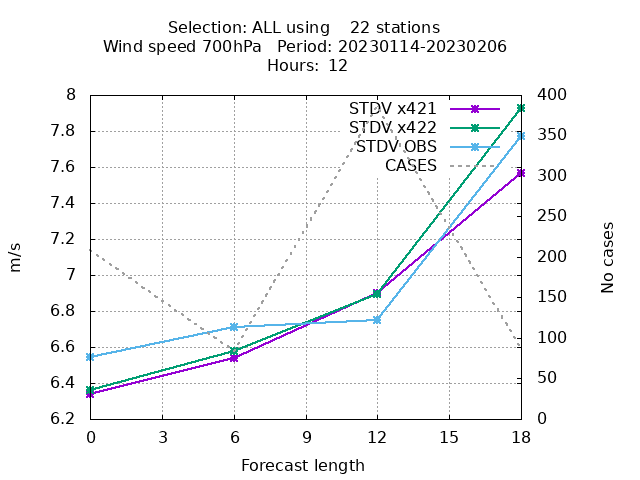 Selection: ALL using    22 stations
Wind speed 700hPa   Period: 20230114-20230206
Hours:  12
STDV x421
STDV x422
STDV OBS
CASES
8
7.8
7.6
7.4
7.2
7
6.8
6.6
6.4
6.2
m/s
400
350
300
250
200
150
100
50
0
No cases
0 3 6 9 12 15 18
Forecast length